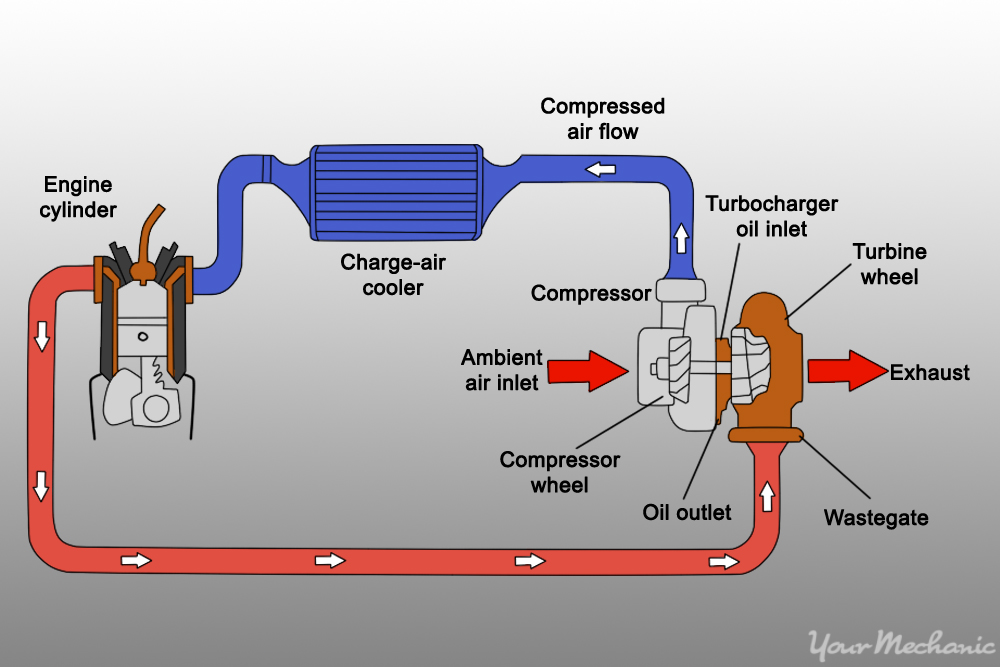 Compressed
air flow
Engine
cylinder
Turbocharger
oil inlet
Turbine
wheel
Charge-air
cooler
Compressor
Ambient
air inlet
Exhaust
Compressor
wheel
Oil outlet
Wastegate
YourMechanic